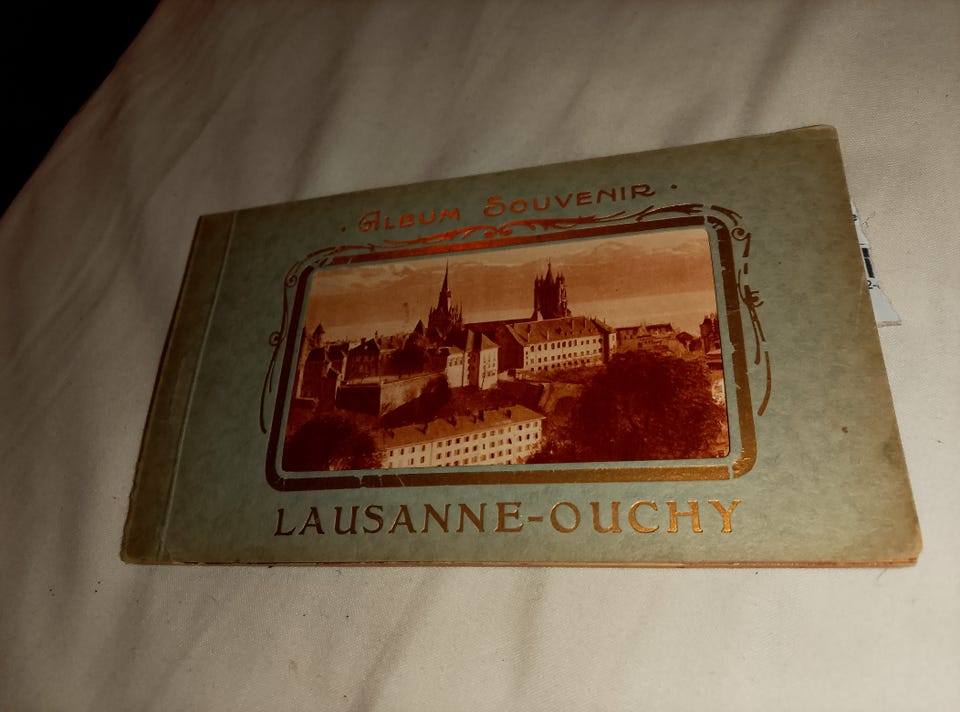 · ALBUM SOUVENIR ·
LAUSANNE-OUCHY